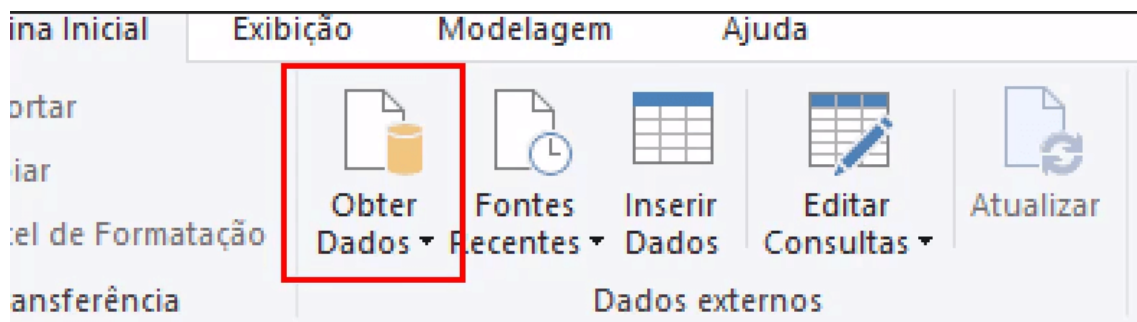 ina Inicial Exibição Modelagem Ajuda
ortar
iar
el de Formatação
ansferência
Obter
Dados
Fontes
Recentes
Inserir
Dados
Editar
Consultas
Atualizar
Dados externos